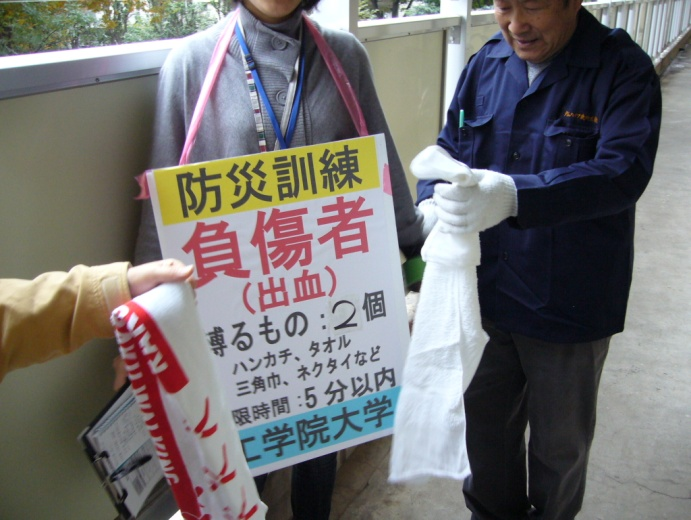 防災訓練
負傷者
(出血)
縛るもの:2個
ハンカチ、タオル
三角巾、ネクタイなど
限時間:5分以内
工学院大学